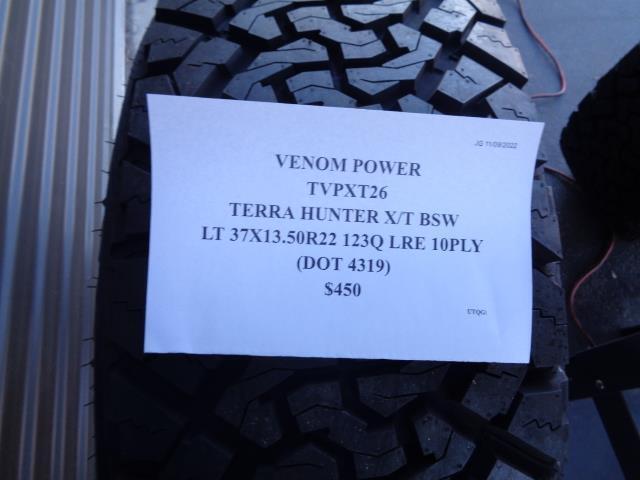 JG 11/09/2022
VENOM POWER
TVPXT26
TERRA HUNTER X/T BSW
LT 37X13.50R22 123Q LRE 10PLY
(DOT 4319)
$450
UTQG: